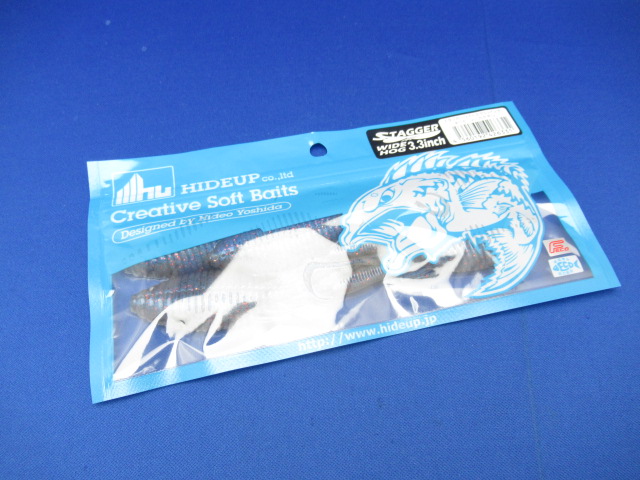 hu HIDEUP co.,ltd
Creative Soft Baits
Designed by Hideo Yoshida
STAGGER
WIDE
HOG 3.3inch
http://www.hideup.jp